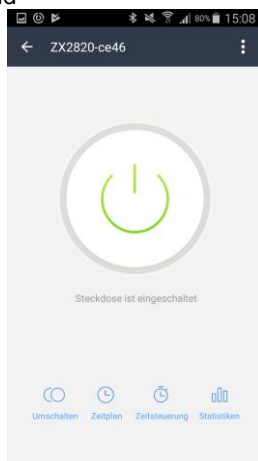 80% 15:08
ZX2820-ce46
Steckdose ist eingeschaltet
Umschalten Zeitplan Zeitsteuerung Statistiken